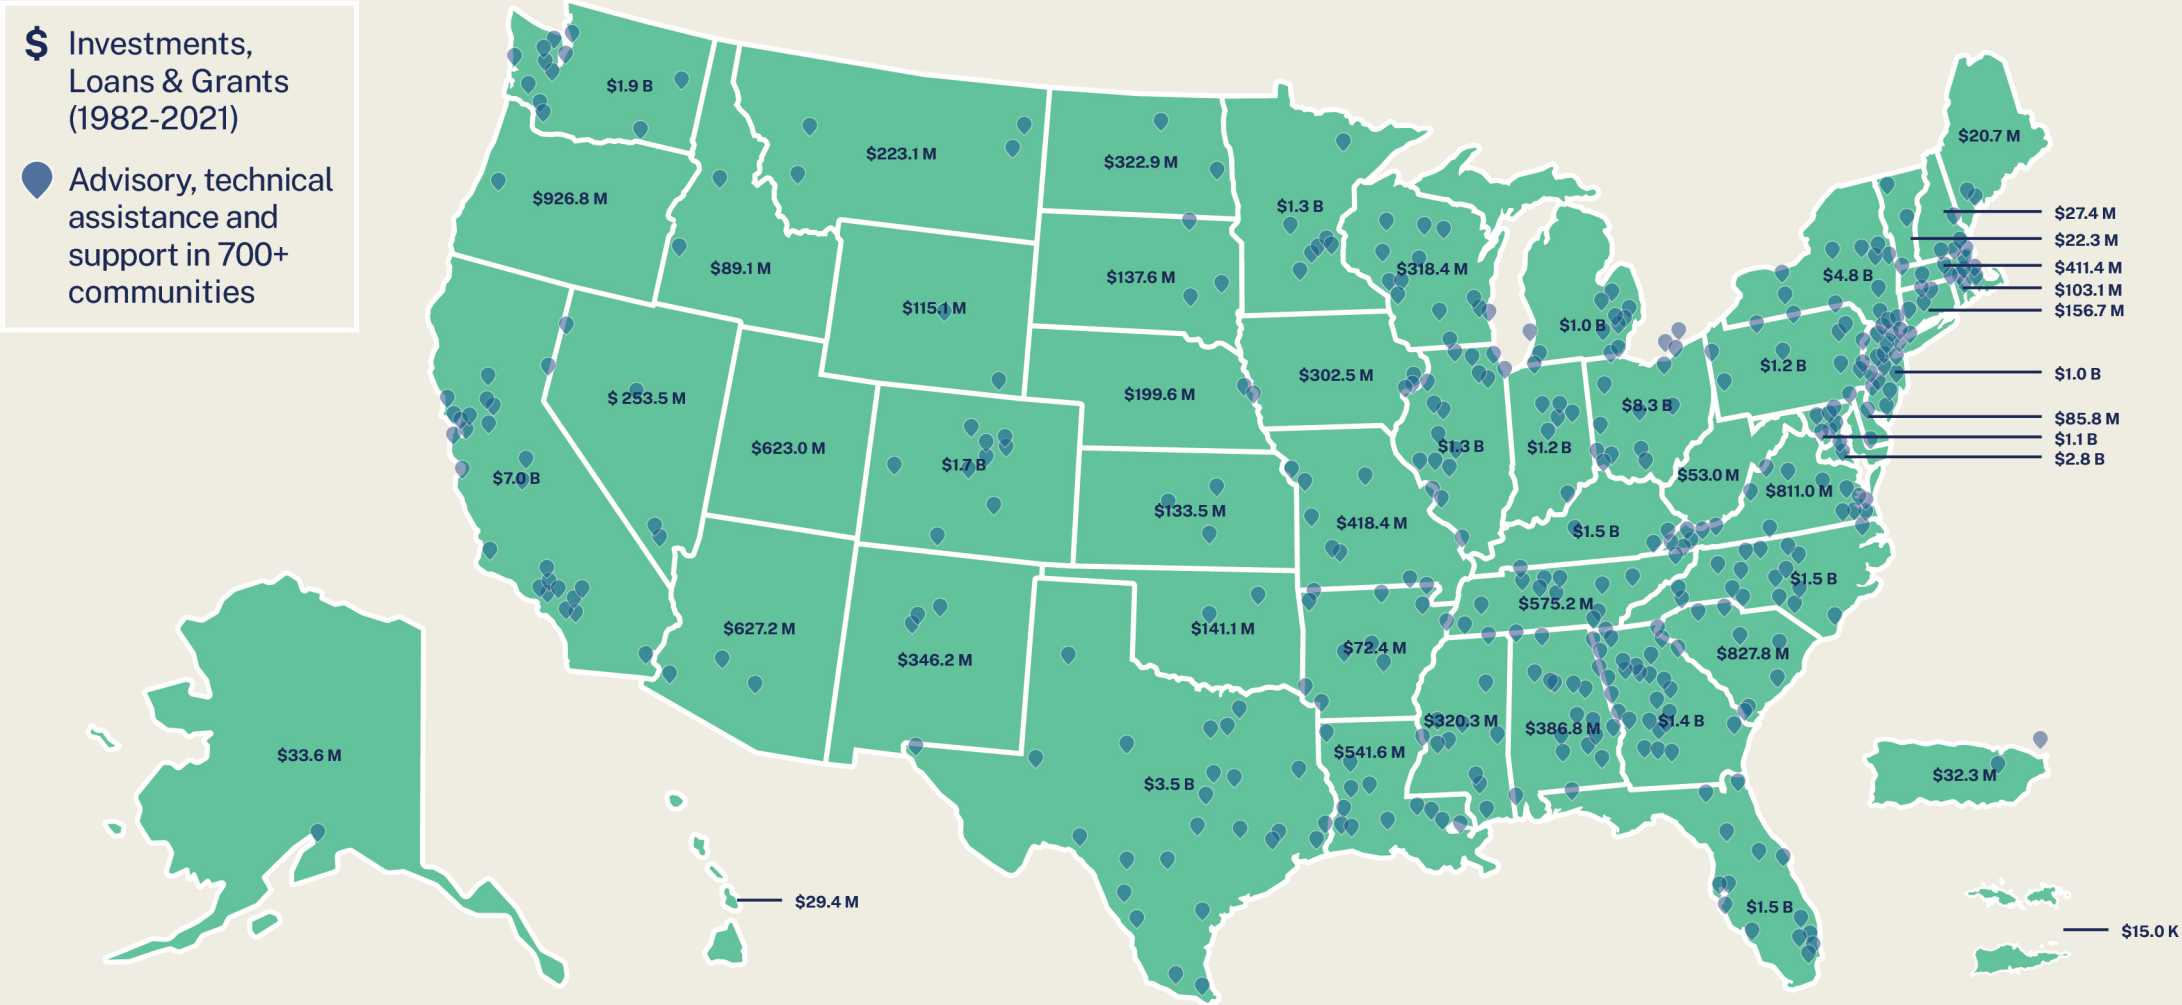 $ Investments,
Loans & Grants
(1982-2021)
Advisory, technical
assistance and
support in 700+
communities
$1.9 B
$926.8 M
$223.1 M
$322.9 M
$1.3 B
$20.7 M
$89.1 M
$115.1 M
$137.6 M
$318.4 M
$1.0 B
$4.8 B
$27.4 M
$22.3 M
$411.4 M
$103.1 M
$156.7 M
$7.0 B
$ 253.5 M
$623.0 M
$1.7 B
$199.6 M
$302.5 M
$1.3 B
$1.2 B
$8.3 B
$1.2 B
$1.0 B
$85.8 M
$1.1 B
$2.8 B
$133.5 M
$418.4 M
$1.5 B
$53.0 M
$811.0 M
$627.2 M
$346.2 M
$141.1 M
$72.4 M
$575.2 M
$1.5 B
$827.8 M
$3.5 B
$541.6 M
$320.3 M
$386.8 M
$1.4 B
$1.5 B
$33.6 M
$29.4 M
$32.3 M
$15.0 K